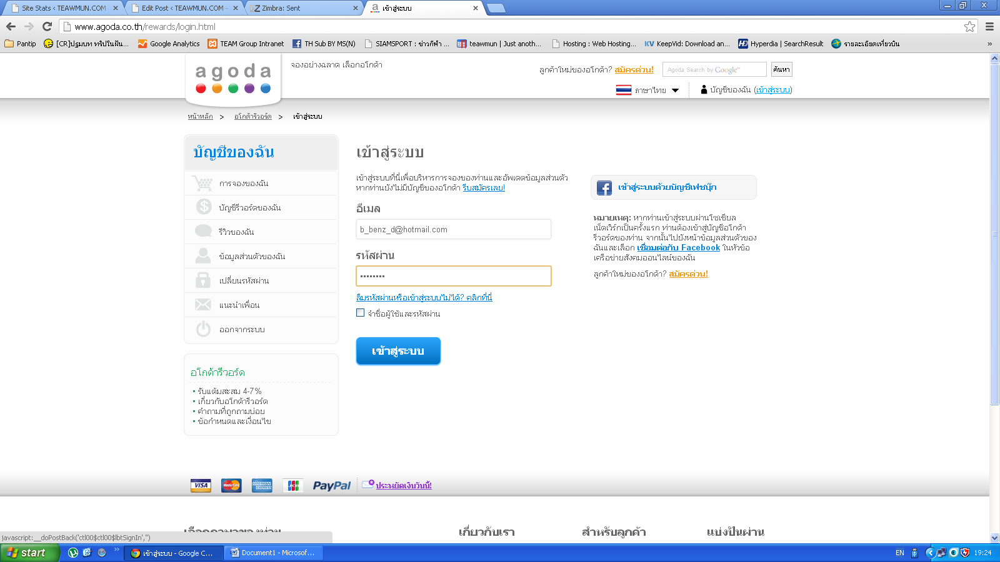 Site Stats ‹ TEAWMUN.COM
Edit Post ‹ TEAWMUN.COM –
Zimbra: Sent
เข้าสู่ระบบ
www.agoda.co.th/rewards/login.html
Pantip
[CR]ปฐมบท ทริปในฝัน...
Google Analytics
TEAM Group Intranet
TH Sub BY MS(N)
SIAMSPORT : ข่าวกีฬา ...
teawmun | Just anoth...
Hosting : Web Hosting...
KV KeepVid: Download an...
Hyperdia | SearchResult
รายละเอียดเที่ยวบิน
»
agoda
จองอย่างฉลาด เลือกอโกด้า
ลูกค้าใหม่ของอโกด้า? สมัครด่วน!
Agoda Search by Google™
ค้นหา
ภาษาไทย
บัญชีของฉัน (เข้าสู่ระบบ)
หน้าหลัก > อโกด้ารีวอร์ด > เข้าสู่ระบบ
บัญชีของฉัน
การจองของฉัน
บัญชีรีวอร์ดของฉัน
รีวิวของฉัน
ข้อมูลส่วนตัวของฉัน
เปลี่ยนรหัสผ่าน
แนะนำเพื่อน
ออกจากระบบ
อโกด้ารีวอร์ด
• รับแต้มสะสม 4-7%
• เกี่ยวกับอโกด้ารีวอร์ด
• คำถามที่ถูกถามบ่อย
• ข้อกำหนดและเงื่อนไข
เข้าสู่ระบบ
เข้าสู่ระบบที่นี่เพื่อบริหารการจองของท่านและอัพเดตข้อมูลส่วนตัว
หากท่านยังไม่มีบัญชีของอโกด้า รีบสมัครเลย!
อีเมล
b_benz_d@hotmail.com
รหัสผ่าน
••••••••
ลืมรหัสผ่านหรือเข้าสู่ระบบไม่ได้? คลิกที่นี่
จำชื่อผู้ใช้และรหัสผ่าน
เข้าสู่ระบบ
เข้าสู่ระบบด้วยบัญชีเฟซบุ๊ก
หมายเหตุ: หากท่านเข้าสู่ระบบผ่านโซเชียล
เน็ตเวิร์กเป็นครั้งแรก ท่านต้องเข้าสู่บัญชีอโกด้า
รีวอร์ดของท่าน จากนั้นไปยังหน้าข้อมูลส่วนตัวของ
ฉันและเลือก เชื่อมต่อกับ Facebook ในหัวข้อ
เครือข่ายสังคมออนไลน์ของฉัน
ลูกค้าใหม่ของอโกด้า? สมัครด่วน!
VISA
MasterCard
AMERICAN EXPRESS
JCB
PayPal
ประหยัดเงินวันนี้!
เกี่ยวกับเรา
สำหรับลูกค้า
แบ่งปันผ่าน
javascript:__doPostBack('ctl00$ctl00$lbtSignIn','')
start
»
เข้าสู่ระบบ - Google C...
Document1 - Microsof...
EN
19:24